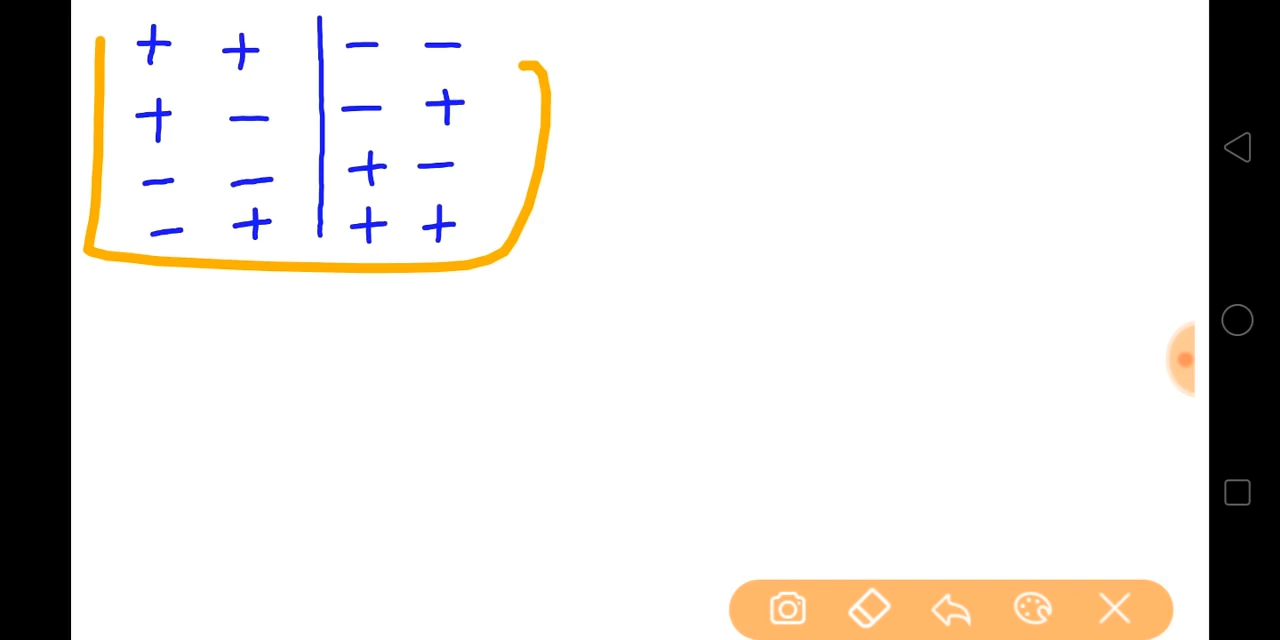 + + | − −
+ − | − +
− − | + −
− + | + +